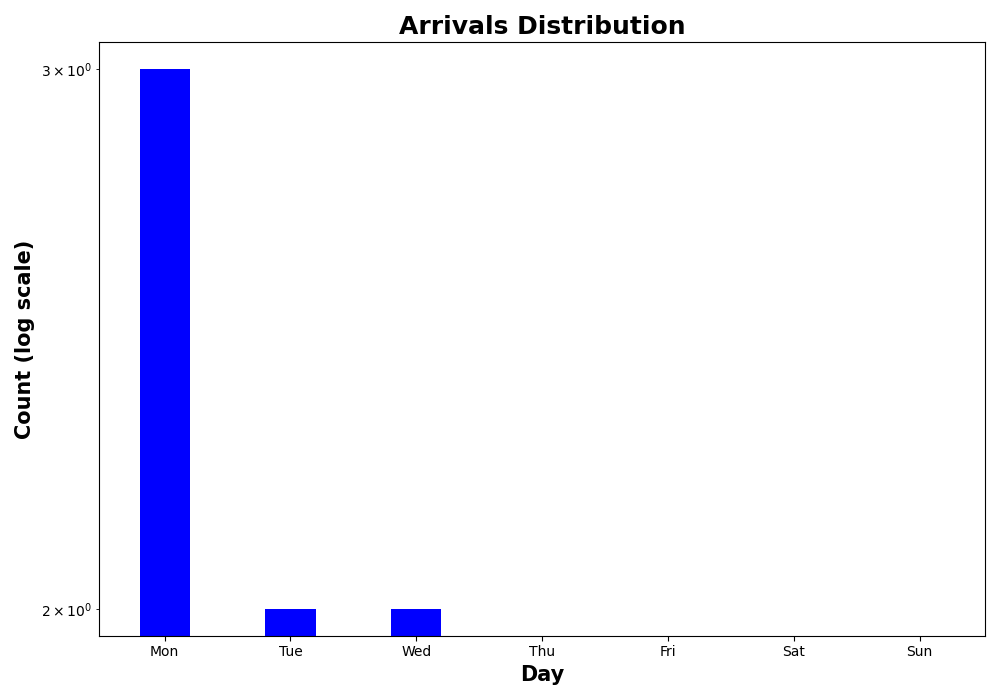 Arrivals Distribution
Count (log scale)
3 × 10⁰
2 × 10⁰
Mon Tue Wed Thu Fri Sat Sun
Day